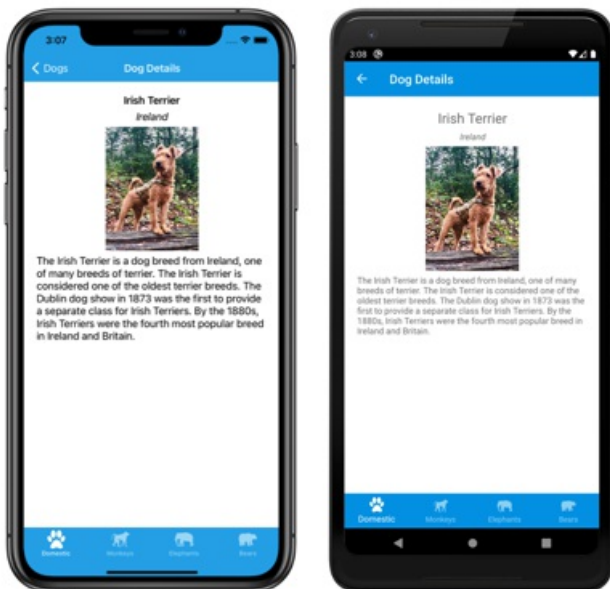 3:07
Dogs
Dog Details
Irish Terrier
Ireland
The Irish Terrier is a dog breed from Ireland, one
of many breeds of terrier. The Irish Terrier is
considered one of the oldest terrier breeds. The
Dublin dog show in 1873 was the first to provide
a separate class for Irish Terriers. By the 1880s,
Irish Terriers were the fourth most popular breed
in Ireland and Britain.
Domestic Monkeys Elephants Bears
3:08
Dog Details
Irish Terrier
Ireland
The Irish Terrier is a dog breed from Ireland, one of many
breeds of terrier. The Irish Terrier is considered one of the
oldest terrier breeds. The Dublin dog show in 1873 was the
first to provide a separate class for Irish Terriers. By the
1880s, Irish Terriers were the fourth most popular breed in
Ireland and Britain.
Domestic Monkeys Elephants Bears